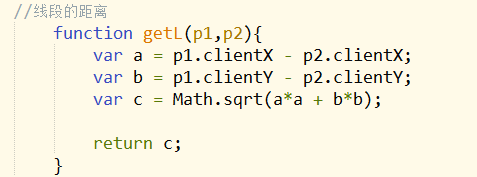 //线段的距离
function getL(p1,p2){
var a = p1.clientX - p2.clientX;
var b = p1.clientY - p2.clientY;
var c = Math.sqrt(a*a + b*b);
return c;
}